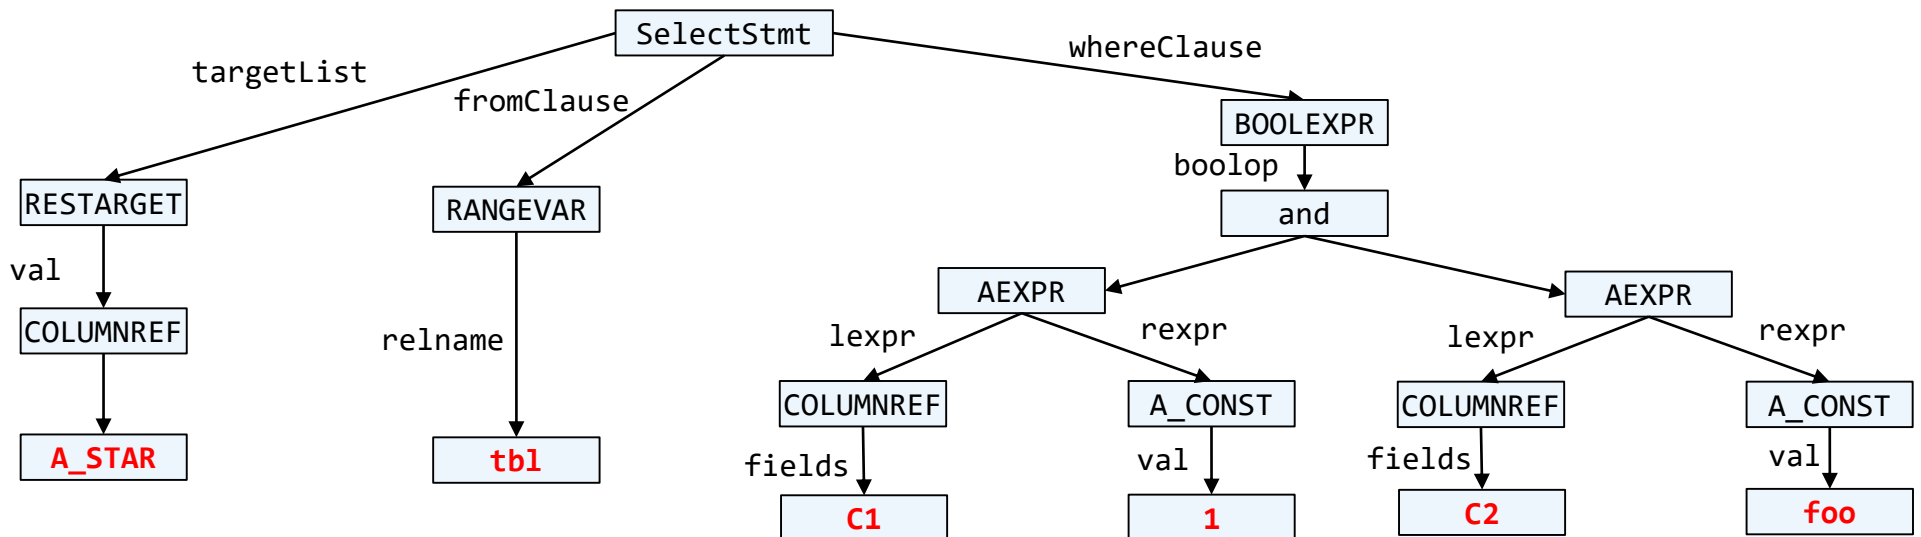 SelectStmt
targetList
fromClause
whereClause
BOOLEXPR
boolop
RESTARGET
RANGEVAR
and
val
AEXPR
AEXPR
COLUMNREF
relname
lexpr
rexpr
lexpr
rexpr
COLUMNREF
A_CONST
COLUMNREF
A_CONST
A_STAR
tbl
fields
val
fields
val
C1
1
C2
foo